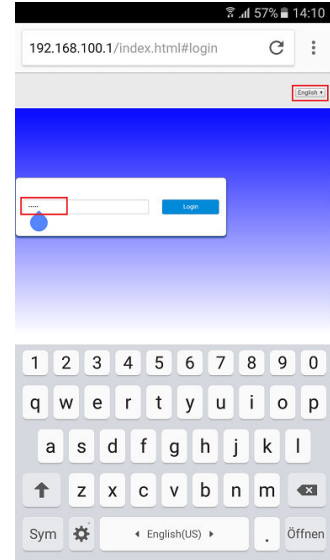 57% 14:10
192.168.100.1/index.html#login
English
.....
Login
1 2 3 4 5 6 7 8 9 0
q w e r t y u i o p
a s d f g h j k l
z x c v b n m
Sym English(US) . Öffnen